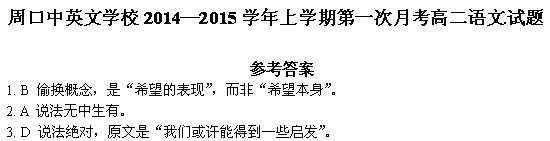 周口中英文学校 2014—2015 学年上学期第一次月考高二语文试题
参考答案
1. B 偷换概念，是“希望的表现”，而非“希望本身”。
2. A 说法无中生有。
3. D 说法绝对，原文是“我们或许能得到一些启发”。